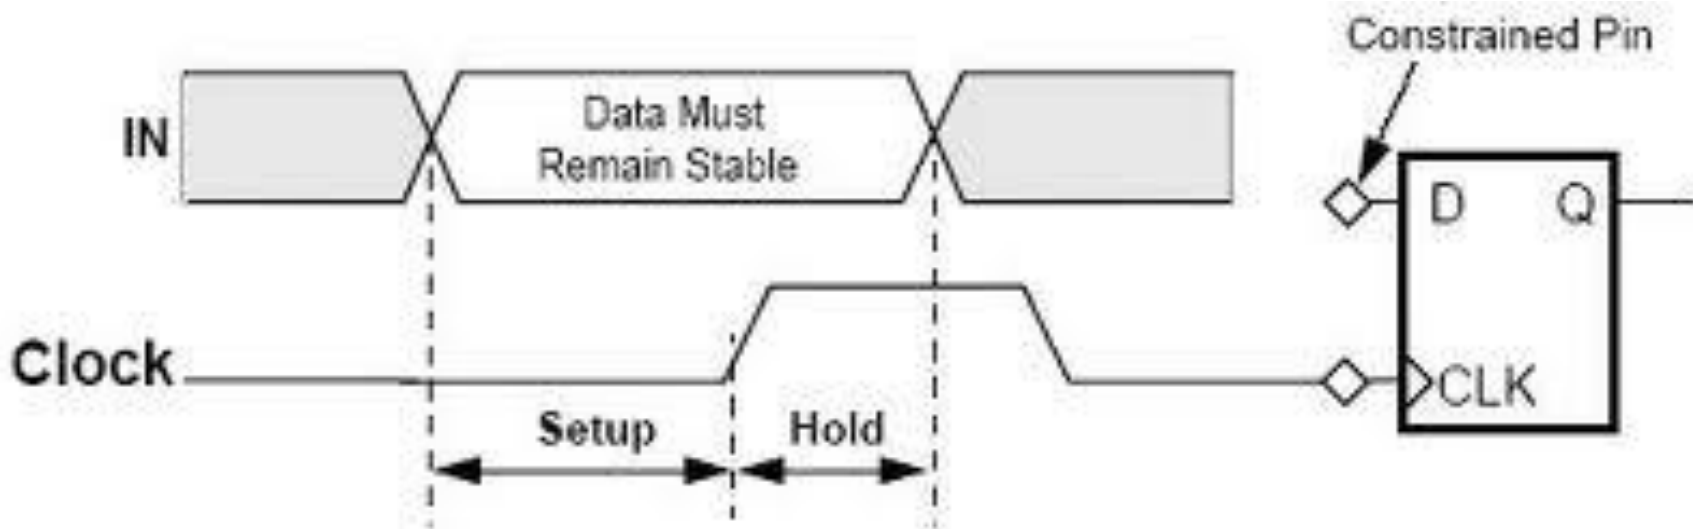 Constrained Pin
IN
Data Must
Remain Stable
D
Q
Clock
CLK
Setup
Hold